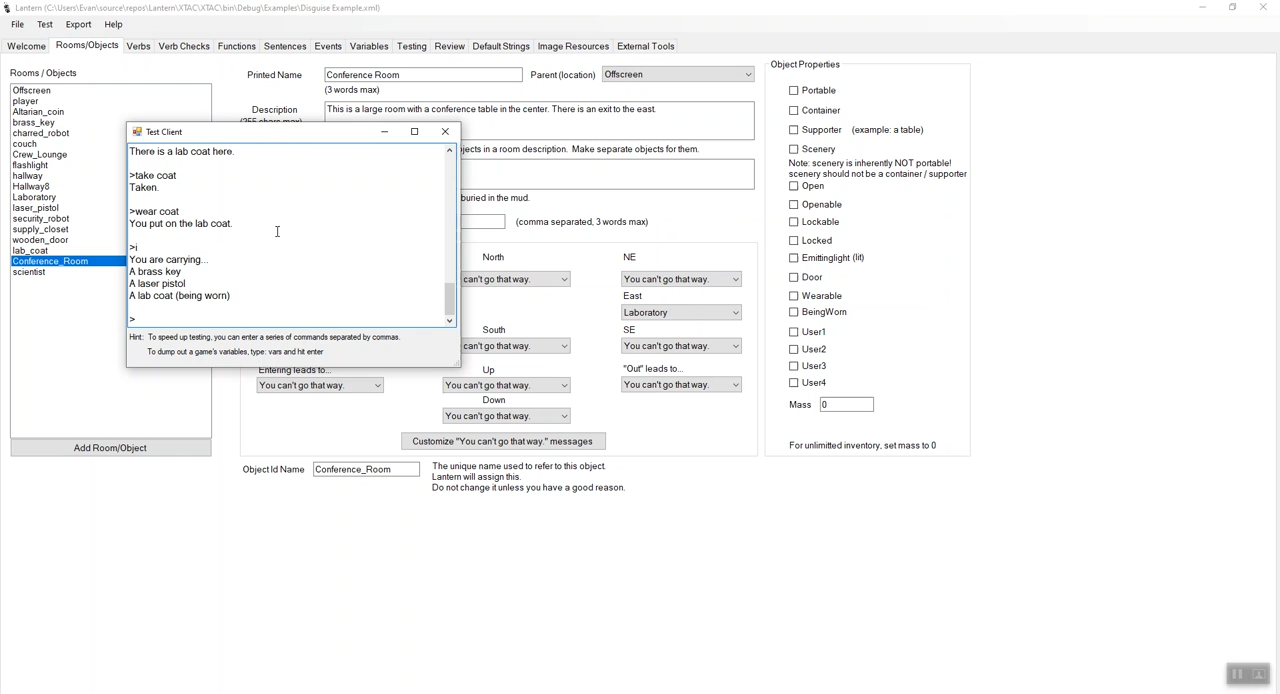 Lantern (C:\Users\Evan\source\repos\Lantern\XTAC\XTAC\bin\Debug\Examples\Disguise Example.xml)
File Test Export Help
Welcome Rooms/Objects Verbs Verb Checks Functions Sentences Events Variables Testing Review Default Strings Image Resources External Tools
Rooms / Objects
Offscreen
player
Altarian_coin
brass_key
charred_robot
couch
Crew_Lounge
flashlight
hallway
Hallway8
Laboratory
laser_pistol
security_robot
supply_closet
wooden_door
lab_coat
Conference_Room
scientist
Add Room/Object
Printed Name Conference Room Parent (location) Offscreen
(3 words max)
Description This is a large room with a conference table in the center. There is an exit to the east.
(255 chars max)
jects in a room description. Make separate objects for them.
buried in the mud.
(comma separated, 3 words max)
Test Client
There is a lab coat here.
>take coat
Taken.
>wear coat
You put on the lab coat.
>i
You are carrying...
A brass key
A laser pistol
A lab coat (being worn)
>
Hint: To speed up testing, you can enter a series of commands separated by commas.
To dump out a game's variables, type: vars and hit enter
North NE
can't go that way. You can't go that way.
East
Laboratory
South SE
can't go that way. You can't go that way.
Entering leads to... Up "Out" leads to...
You can't go that way. You can't go that way. You can't go that way.
Down
You can't go that way.
Customize "You can't go that way." messages
Object Id Name Conference_Room The unique name used to refer to this object.
Lantern will assign this.
Do not change it unless you have a good reason.
Object Properties
Portable
Container
Supporter (example: a table)
Scenery
Note: scenery is inherently NOT portable!
scenery should not be a container / supporter
Open
Openable
Lockable
Locked
Emittinglight (lit)
Door
Wearable
BeingWorn
User1
User2
User3
User4
Mass 0
For unlimitted inventory, set mass to 0